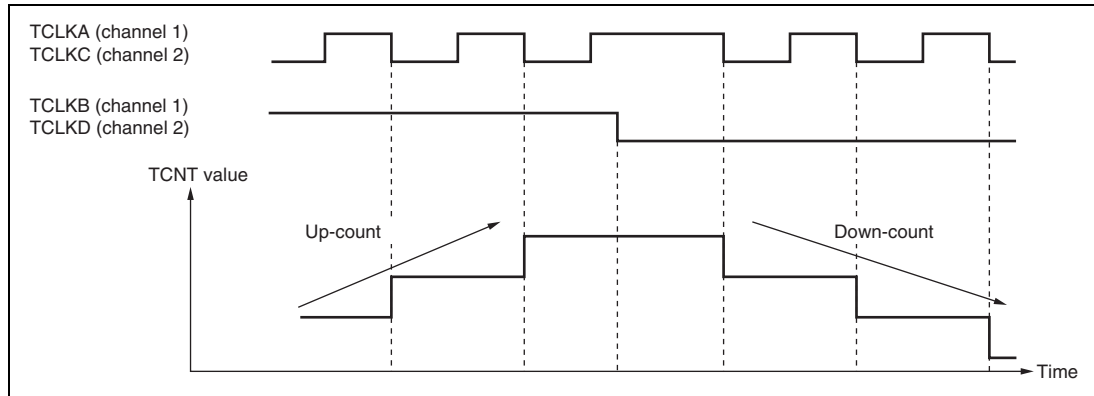 TCLKA (channel 1)
TCLKC (channel 2)
TCLKB (channel 1)
TCLKD (channel 2)
TCNT value
Up-count
Down-count
Time